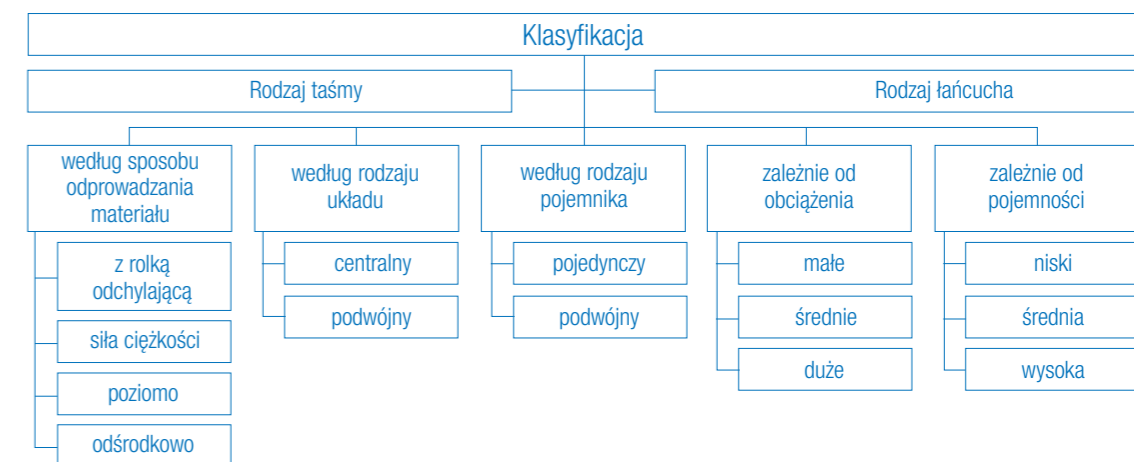 Klasyfikacja
Rodzaj taśmy
Rodzaj łańcucha
według sposobu
odprowadzania
materiału
z rolką
odchylającą
siła ciężkości
poziomo
odśrodkowo
według rodzaju
układu
centralny
podwójny
według rodzaju
pojemnika
pojedynczy
podwójny
zależnie od
obciążenia
małe
średnie
duże
zależnie od
pojemności
niski
średnia
wysoka